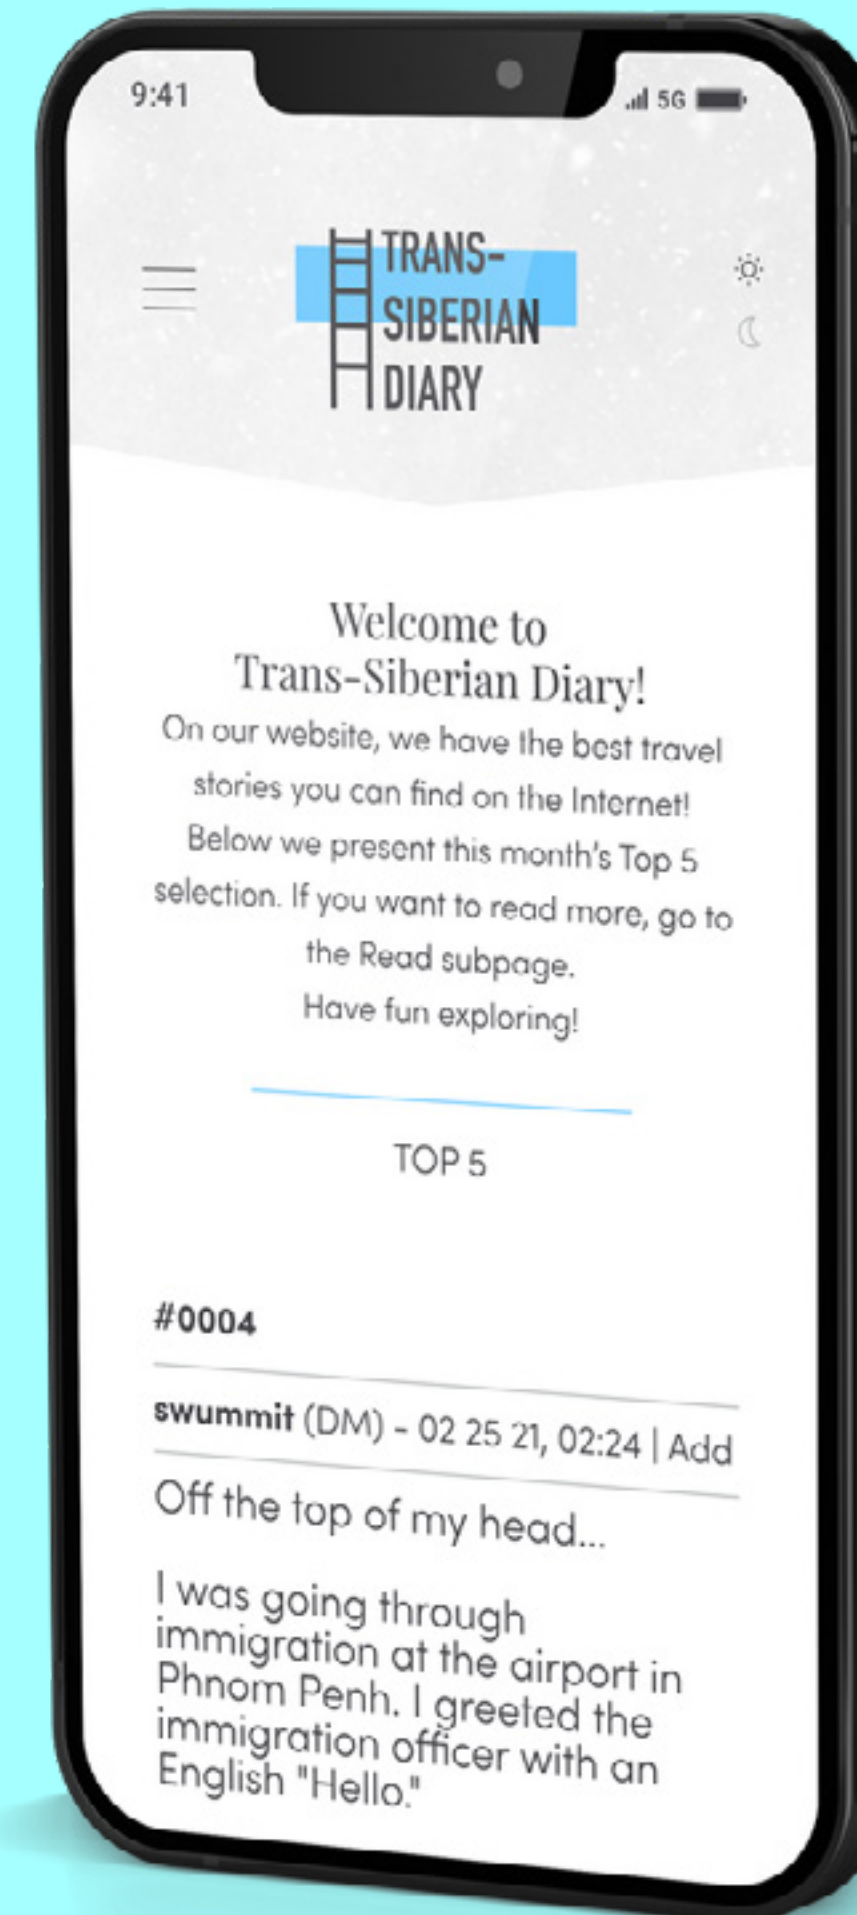 9:41
5G
TRANS-
SIBERIAN
DIARY
Welcome to
Trans-Siberian Diary!
On our website, we have the best travel
stories you can find on the Internet!
Below we present this month's Top 5
selection. If you want to read more, go to
the Read subpage.
Have fun exploring!
TOP 5
#0004
swummit (DM) - 02 25 21, 02:24 | Add
Off the top of my head...
I was going through
immigration at the airport in
Phnom Penh. I greeted the
immigration officer with an
English "Hello."